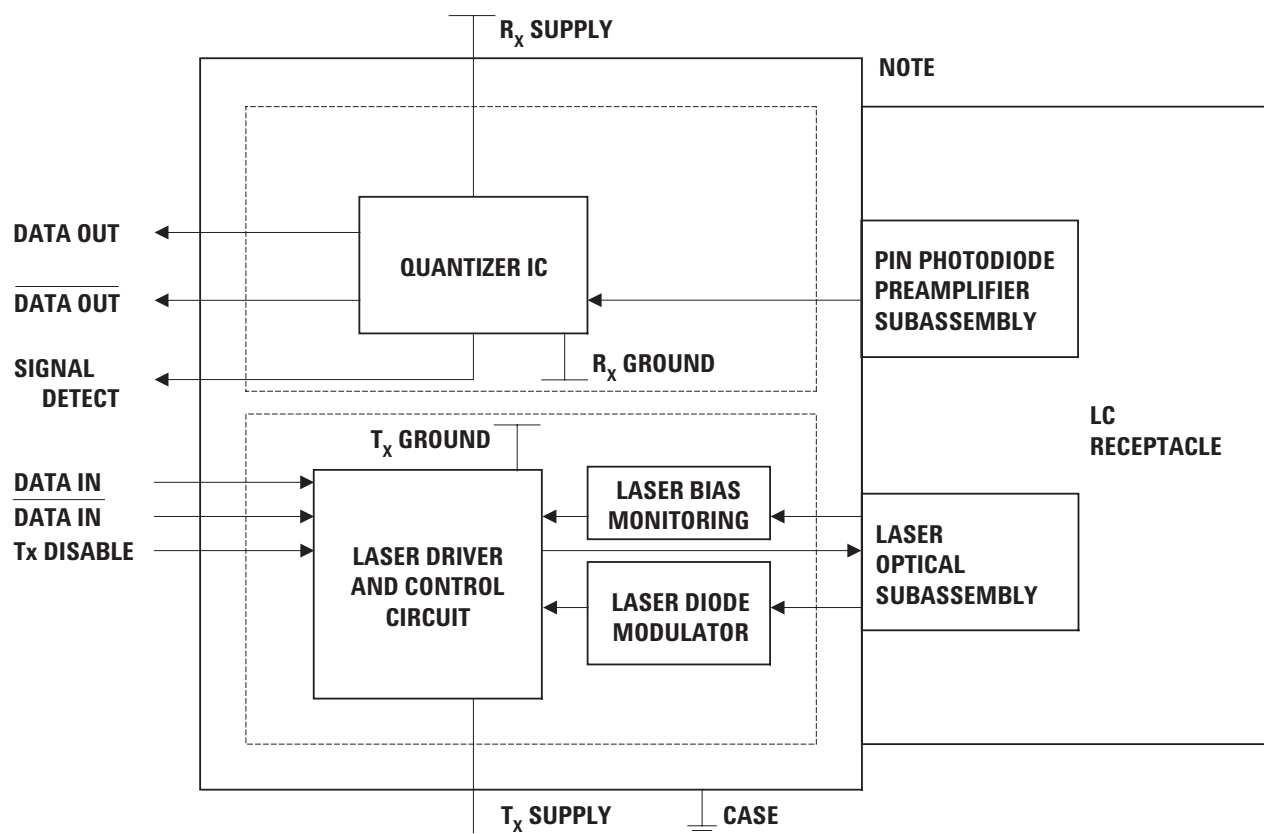 R_X SUPPLY
NOTE
DATA OUT
QUANTIZER IC
PIN PHOTODIODE
PREAMPLIFIER
SUBASSEMBLY
DATA OUT
SIGNAL
DETECT
R_X GROUND
LC
RECEPTACLE
T_X GROUND
DATA IN
DATA IN
Tx DISABLE
LASER BIAS
MONITORING
LASER DRIVER
AND CONTROL
CIRCUIT
LASER
OPTICAL
SUBASSEMBLY
LASER DIODE
MODULATOR
T_X SUPPLY
CASE